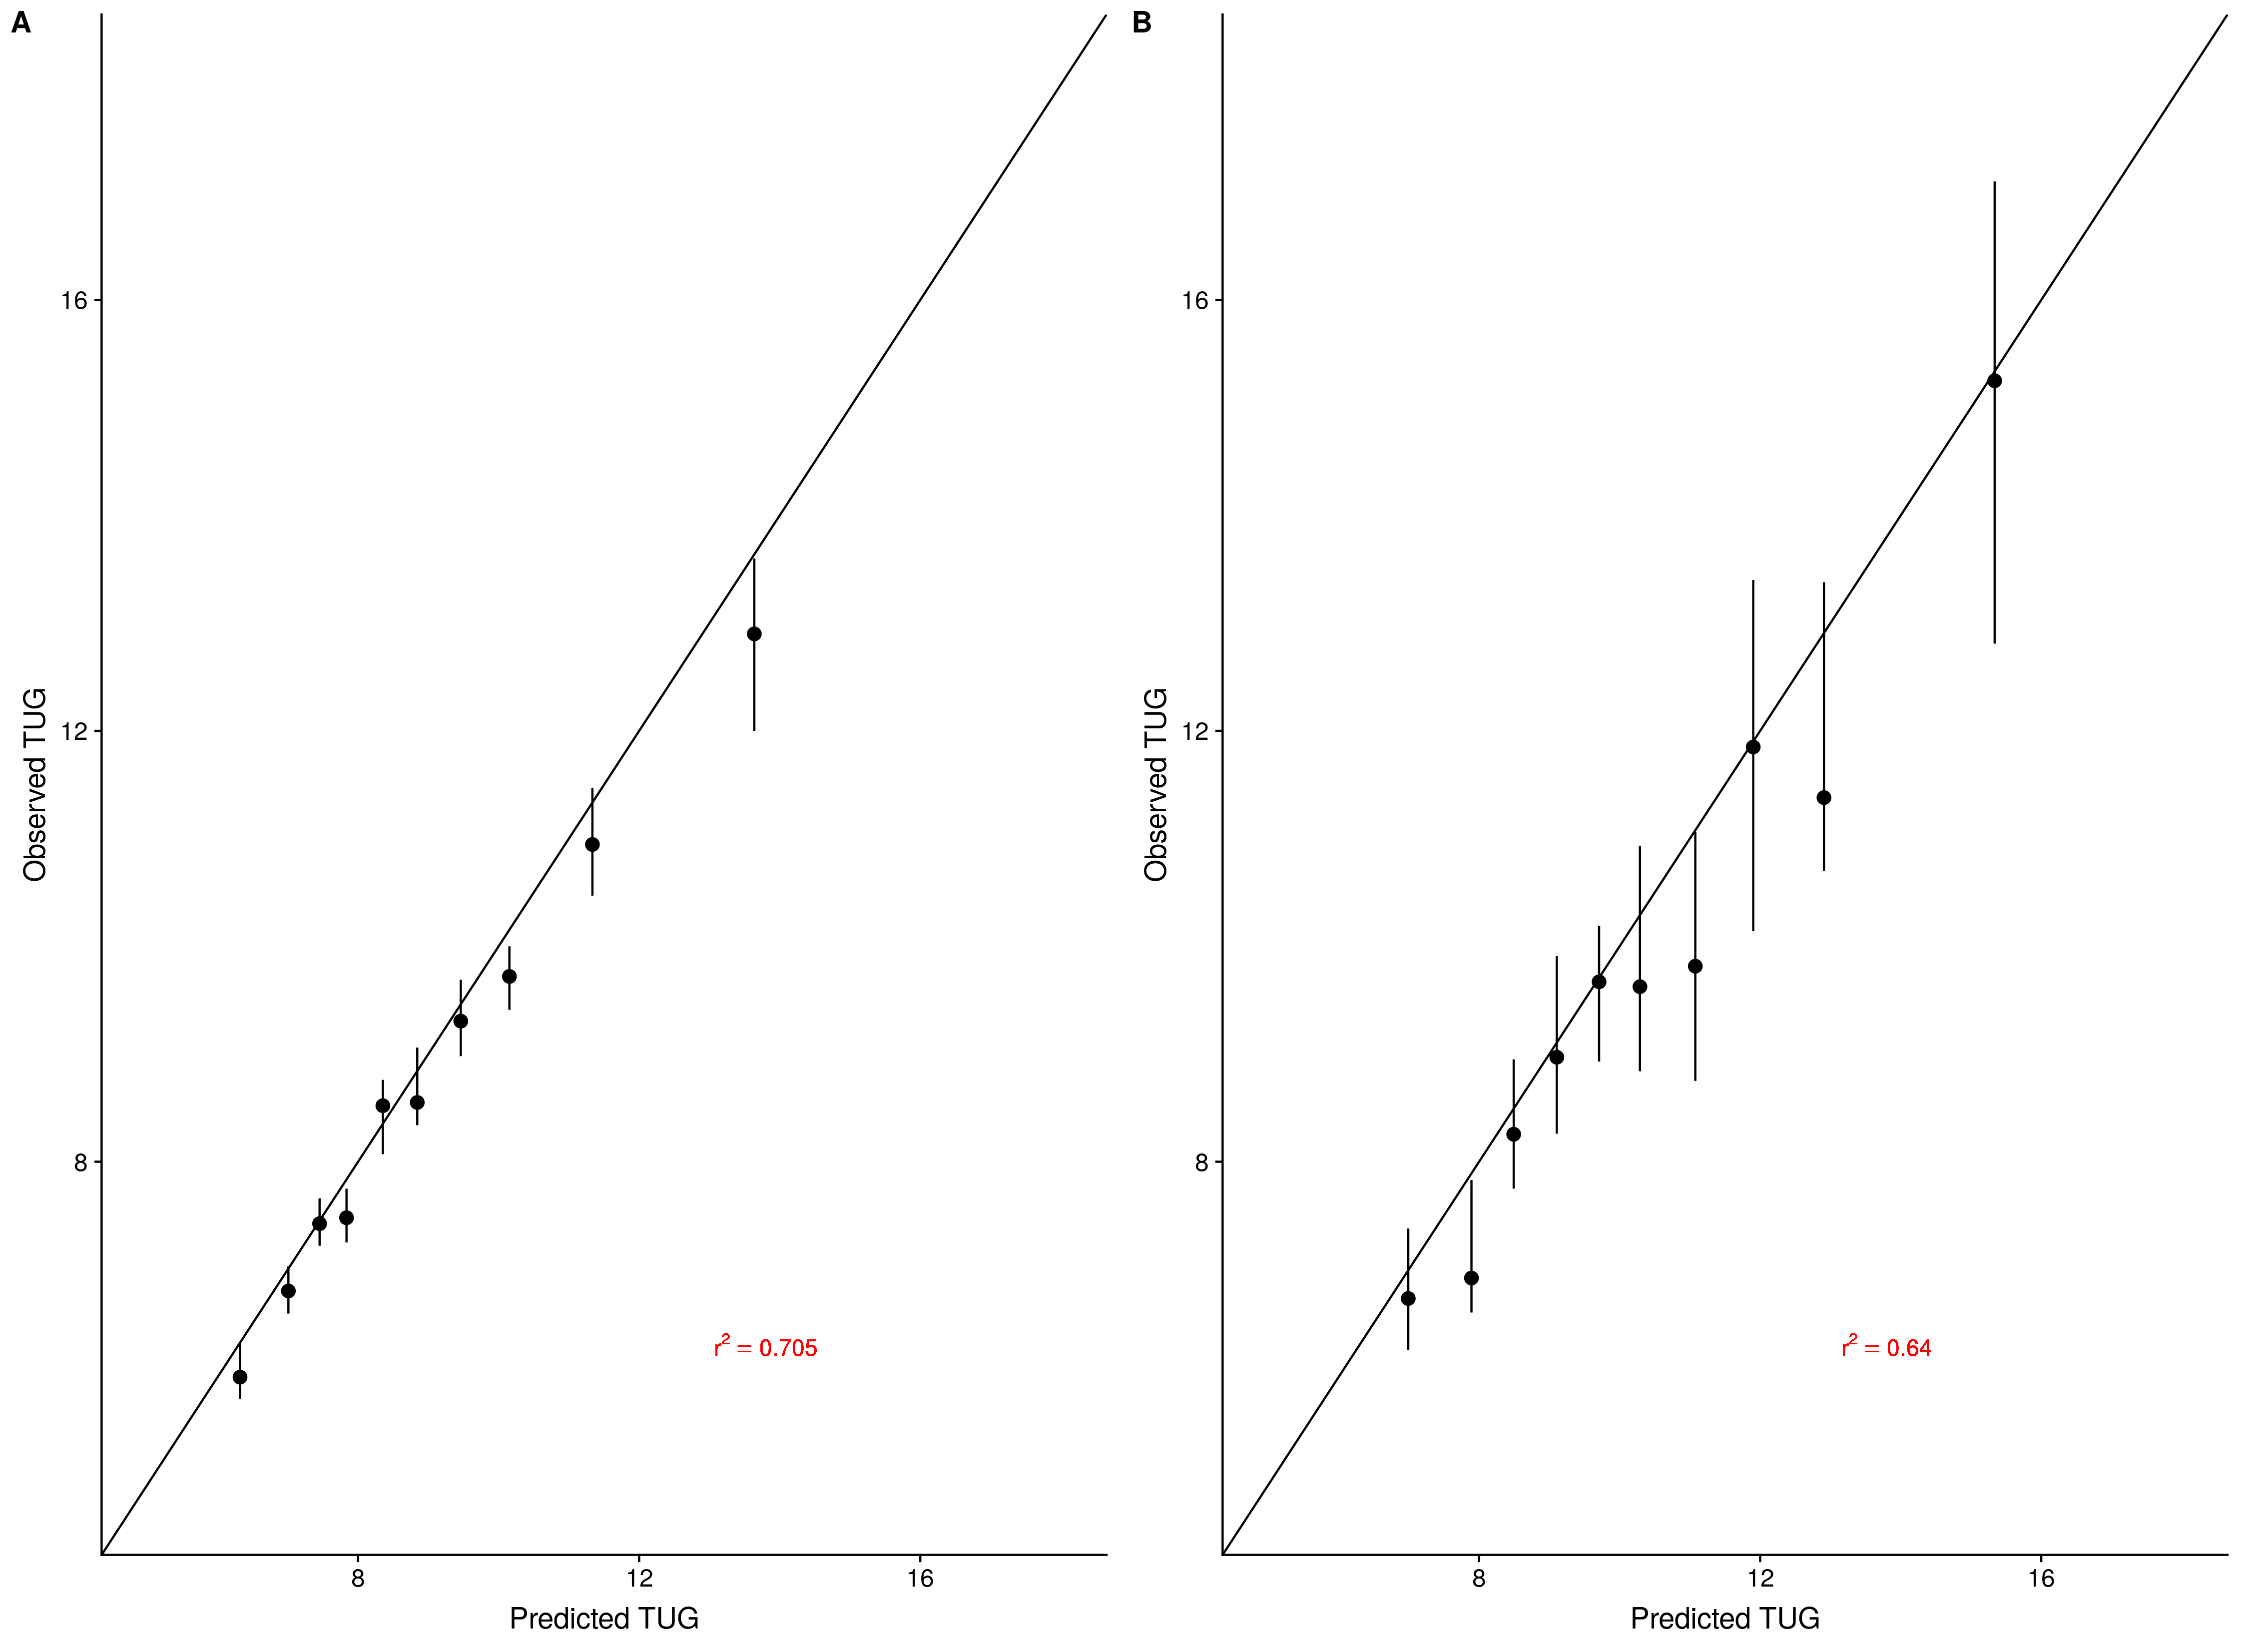 A
16
12
8
Observed TUG
r² = 0.705
8 12 16
Predicted TUG
B
16
12
8
Observed TUG
r² = 0.64
8 12 16
Predicted TUG